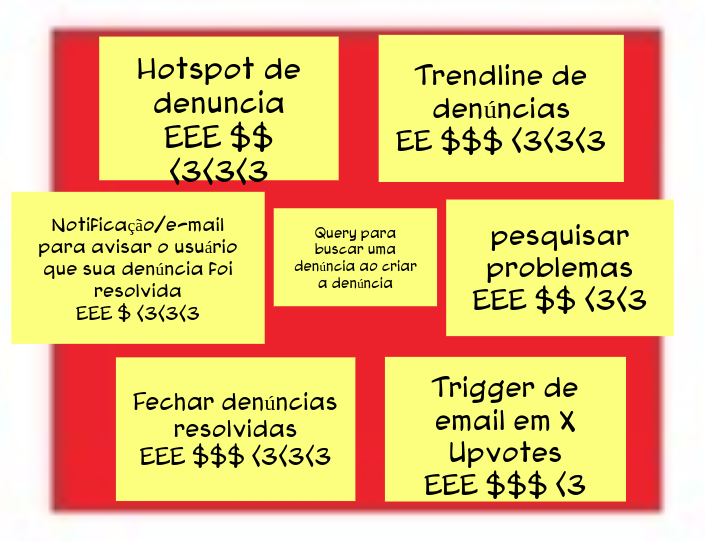 Hotspot de
denuncia
EEE $$
<3<3<3
Trendline de
denúncias
EE $$$ <3<3<3
Notificação/e-mail
para avisar o usuário
que sua denúncia foi
resolvida
EEE $ <3<3<3
Query para
buscar uma
denúncia ao criar
a denúncia
pesquisar
problemas
EEE $$ <3<3
Fechar denúncias
resolvidas
EEE $$$ <3<3<3
Trigger de
email em X
Upvotes
EEE $$$ <3